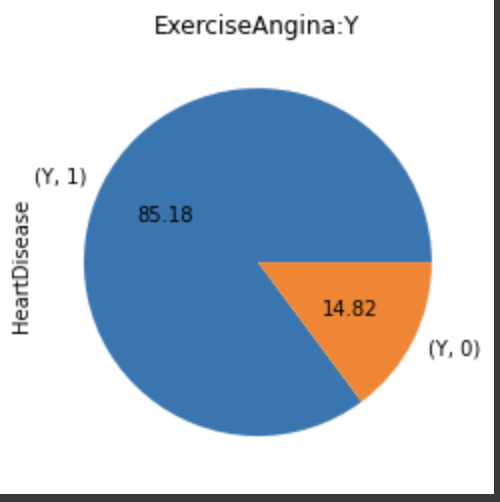 ExerciseAngina:Y
(Y, 1)
85.18
HeartDisease
14.82
(Y, 0)